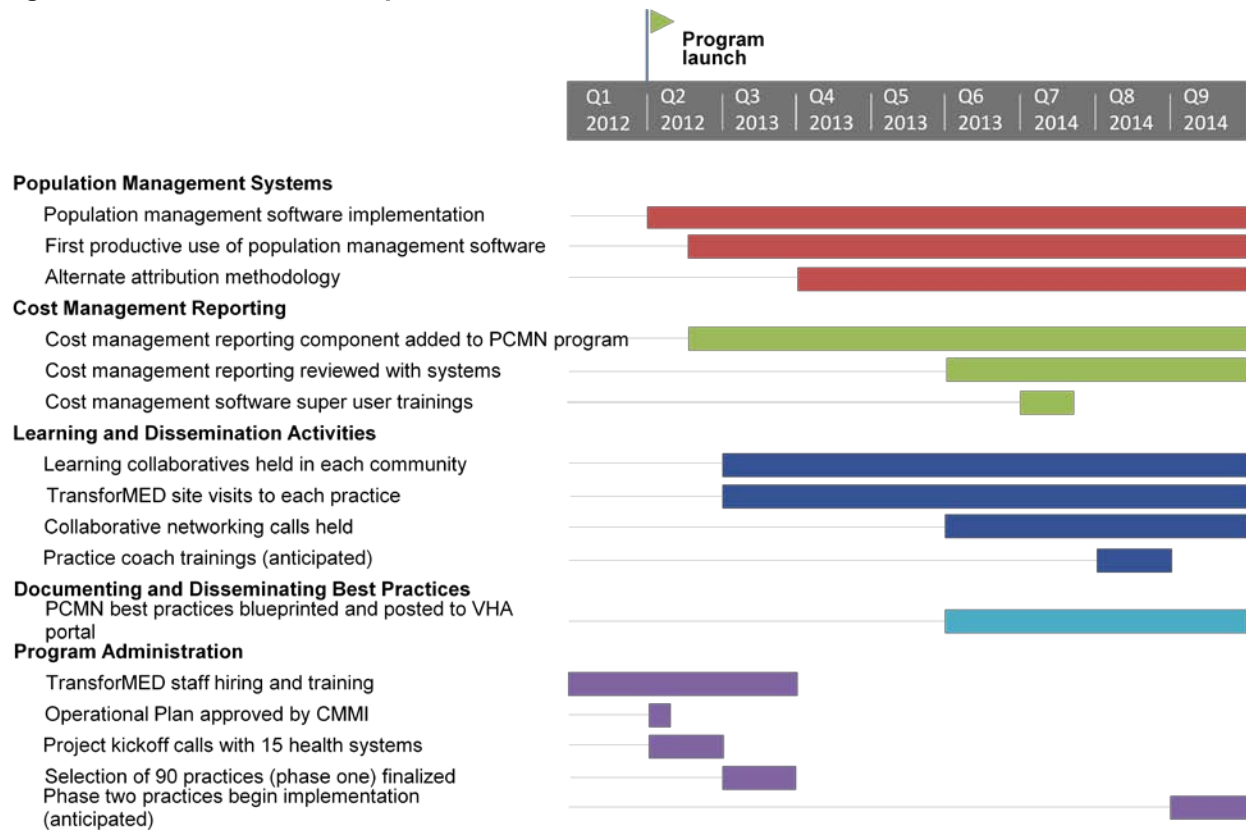 Program
launch
Q1 Q2 Q3 Q4 Q5 Q6 Q7 Q8 Q9
2012 2012 2013 2013 2013 2013 2014 2014 2014
Population Management Systems
Population management software implementation
First productive use of population management software
Alternate attribution methodology
Cost Management Reporting
Cost management reporting component added to PCMN program
Cost management reporting reviewed with systems
Cost management software super user trainings
Learning and Dissemination Activities
Learning collaboratives held in each community
TransforMED site visits to each practice
Collaborative networking calls held
Practice coach trainings (anticipated)
Documenting and Disseminating Best Practices
PCMN best practices blueprinted and posted to VHA
portal
Program Administration
TransforMED staff hiring and training
Operational Plan approved by CMMI
Project kickoff calls with 15 health systems
Selection of 90 practices (phase one) finalized
Phase two practices begin implementation
(anticipated)